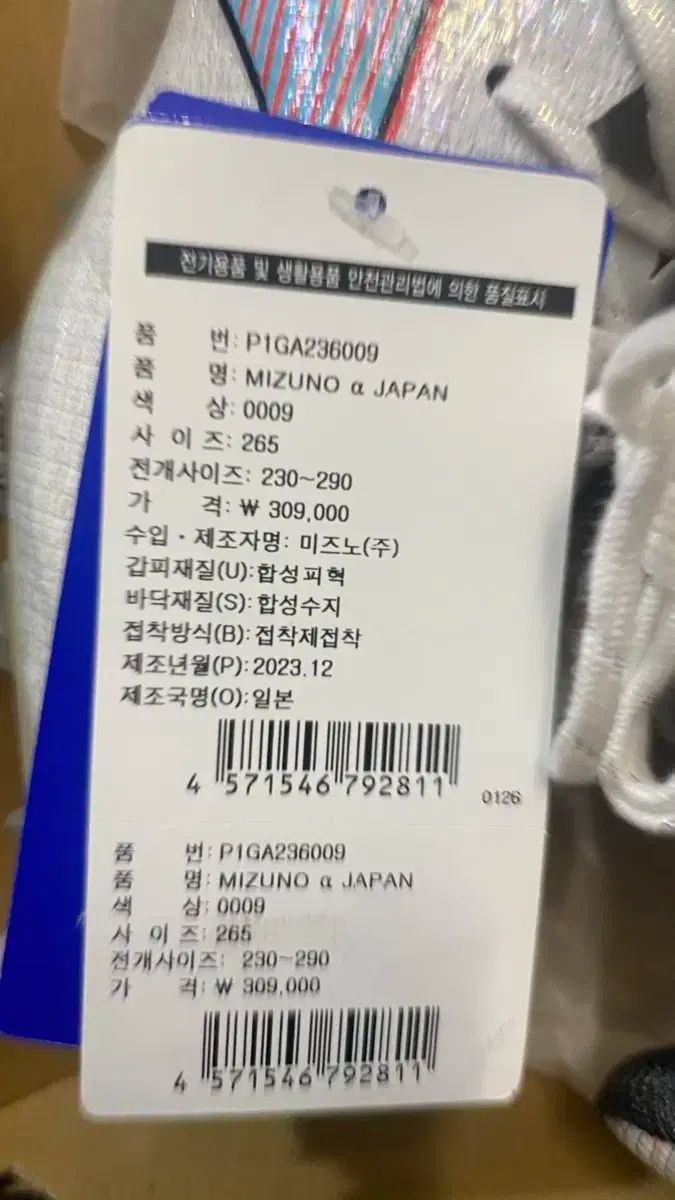 전기용품 및 생활용품 안전관리법에 의한 품질표시
품 번: P1GA236009
품 명: MIZUNO α JAPAN
색 상: 0009
사 이 즈: 265
전개사이즈: 230~290
가 격: ₩ 309,000
수입 · 제조자명: 미즈노(주)
갑피재질(U):합성피혁
바닥재질(S):합성수지
접착방식(B):접착제접착
제조년월(P):2023.12
제조국명(O):일본
4 571546 792811
0126
품 번: P1GA236009
품 명: MIZUNO α JAPAN
색 상: 0009
사 이 즈: 265
전개사이즈: 230~290
가 격: ₩ 309,000
4 571546 792811